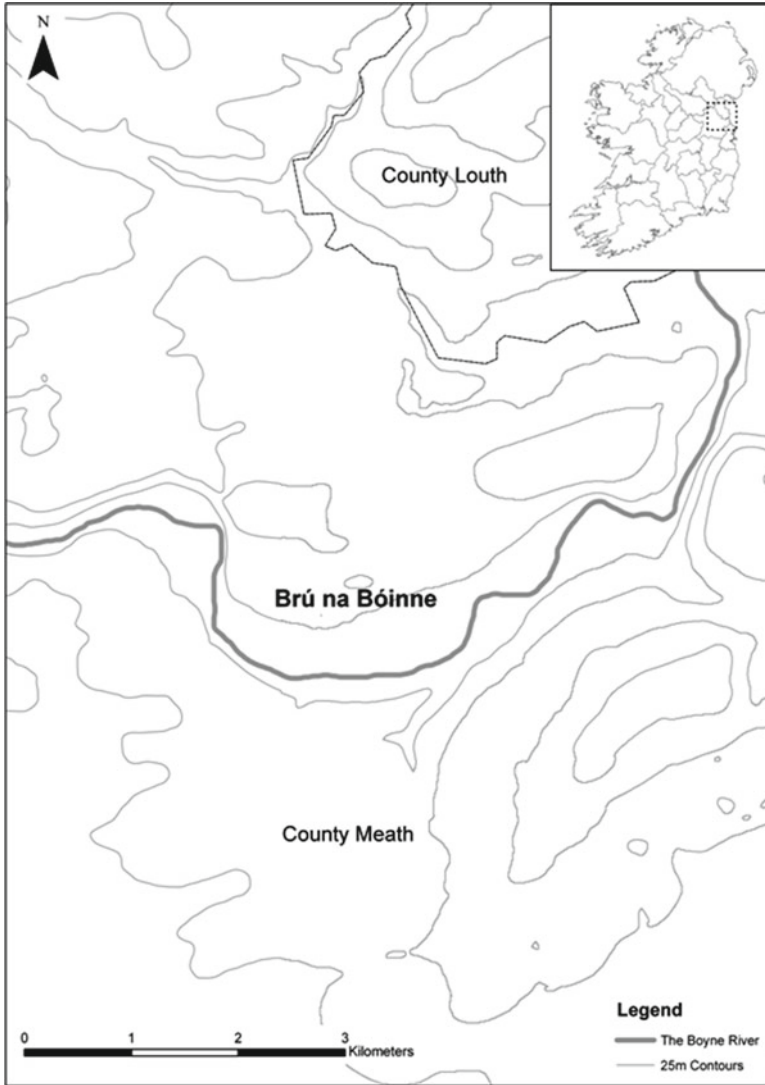 N
County Louth
Brú na Bóinne
County Meath
Legend
The Boyne River
25m Contours
0 1 2 3
Kilometers